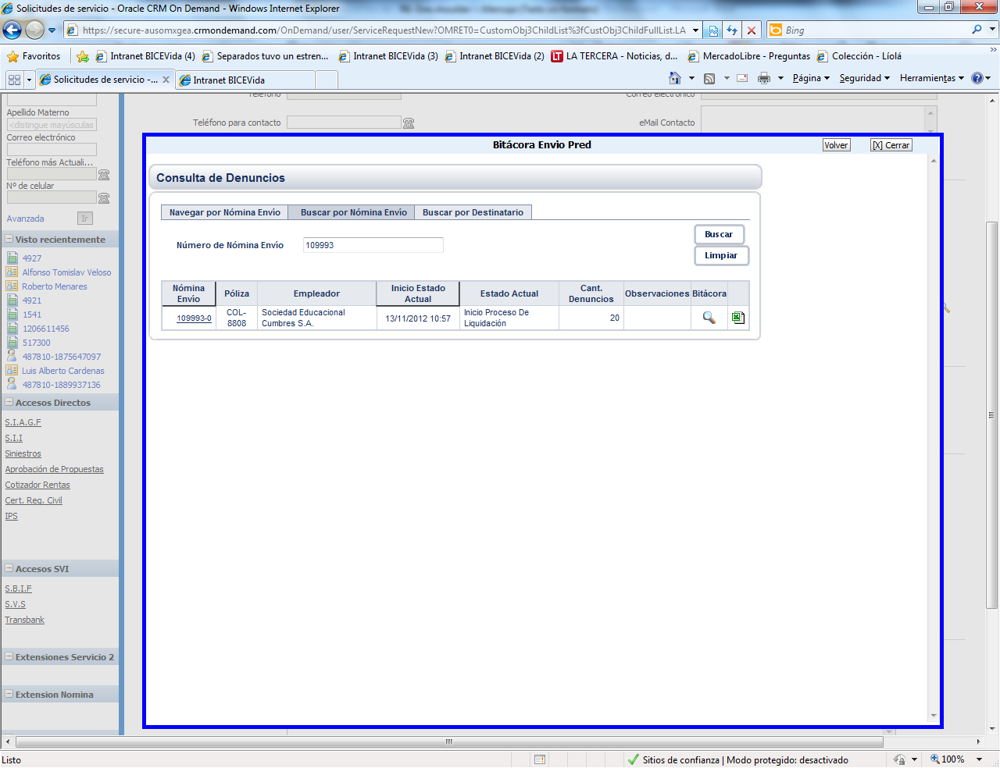 Solicitudes de servicio - Oracle CRM On Demand - Windows Internet Explorer
https://secure-ausomxgea.crmondemand.com/OnDemand/user/ServiceRequestNew?OMRET0=CustomObj3ChildList%3fCustObj3ChildFullList.LA
Bing
Favoritos
Intranet BICEVida (4)
Separados tuvo un estren...
Intranet BICEVida (3)
Intranet BICEVida (2)
LA TERCERA - Noticias, d...
MercadoLibre - Preguntas
Colección - Líolá
Solicitudes de servicio -...
Intranet BICEVida
Página
Seguridad
Herramientas
Apellido Materno
<distingue mayúsculas
Correo electrónico
Teléfono más Actuali...
Nº de celular
Avanzada
Ir
Visto recientemente
4927
Alfonso Tomislav Veloso
Roberto Menares
4921
1541
1206611456
517300
487810-1875647097
Luis Alberto Cardenas
487810-1889937136
Accesos Directos
S.I.A.G.F
S.I.I
Siniestros
Aprobación de Propuestas
Cotizador Rentas
Cert. Reg. Civil
IPS
Accesos SVI
S.B.I.F
S.V.S
Transbank
Extensiones Servicio 2
Extension Nomina
Teléfono
Correo electrónico
Teléfono para contacto
eMail Contacto
Bitácora Envio Pred
Volver
[X] Cerrar
Consulta de Denuncios
Navegar por Nómina Envío
Buscar por Nómina Envío
Buscar por Destinatario
Número de Nómina Envío
109993
Buscar
Limpiar
Nómina Envío
Póliza
Empleador
Inicio Estado Actual
Estado Actual
Cant. Denuncios
Observaciones
Bitácora
109993-0
COL-8808
Sociedad Educacional Cumbres S.A.
13/11/2012 10:57
Inicio Proceso De Liquidación
20
Listo
Sitios de confianza | Modo protegido: desactivado
100%